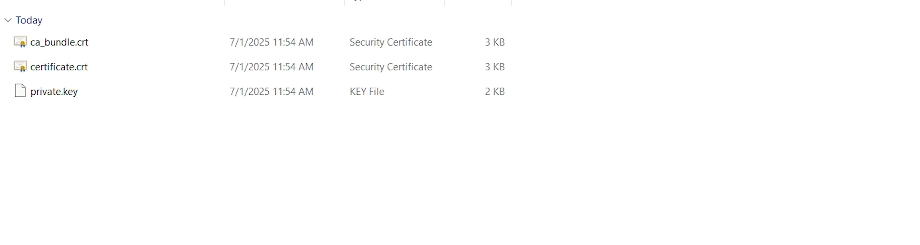 Today
ca_bundle.crt 7/1/2025 11:54 AM Security Certificate 3 KB
certificate.crt 7/1/2025 11:54 AM Security Certificate 3 KB
private.key 7/1/2025 11:54 AM KEY File 2 KB